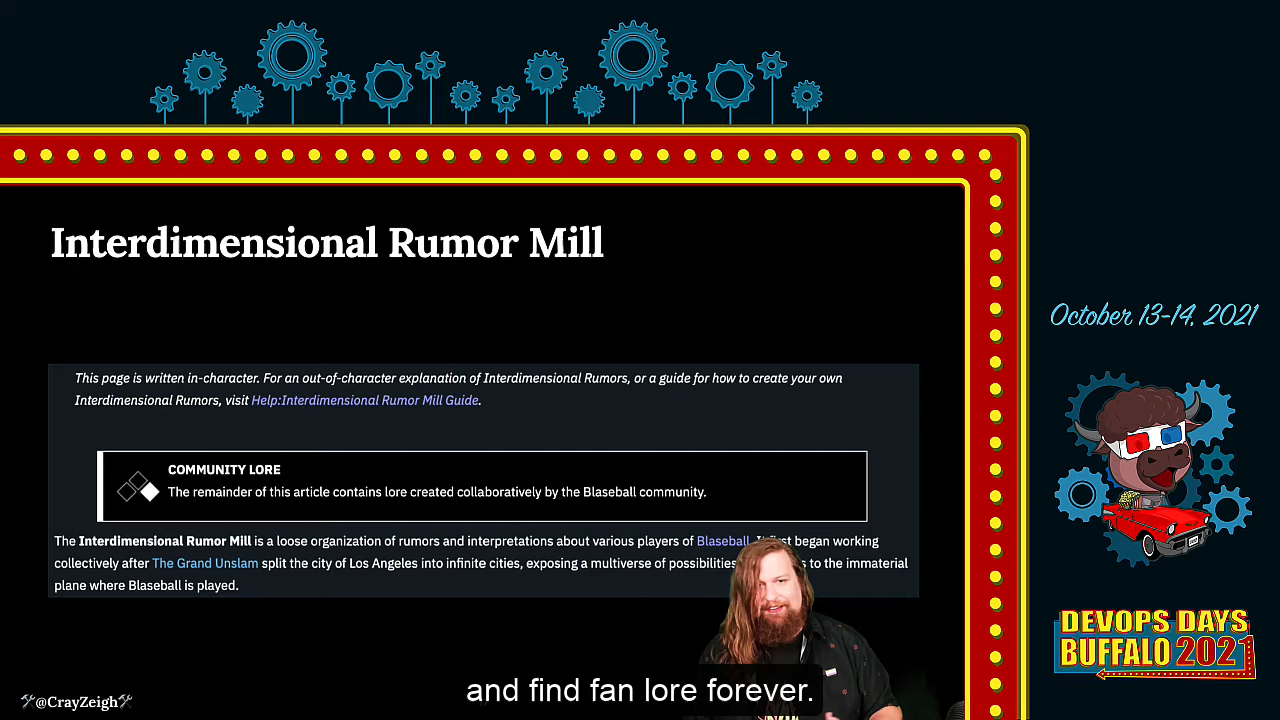 Interdimensional Rumor Mill
This page is written in-character. For an out-of-character explanation of Interdimensional Rumors, or a guide for how to create your own
Interdimensional Rumors, visit Help:Interdimensional Rumor Mill Guide.
COMMUNITY LORE
The remainder of this article contains lore created collaboratively by the Blaseball community.
The Interdimensional Rumor Mill is a loose organization of rumors and interpretations about various players of Blaseball. began working
collectively after The Grand Unslam split the city of Los Angeles into infinite cities, exposing a multiverse of possibilities to the immaterial
plane where Blaseball is played.
and find fan lore forever.
@CrayZeigh
October 13-14, 2021
DEVOPS DAYS
BUFFALO 2021